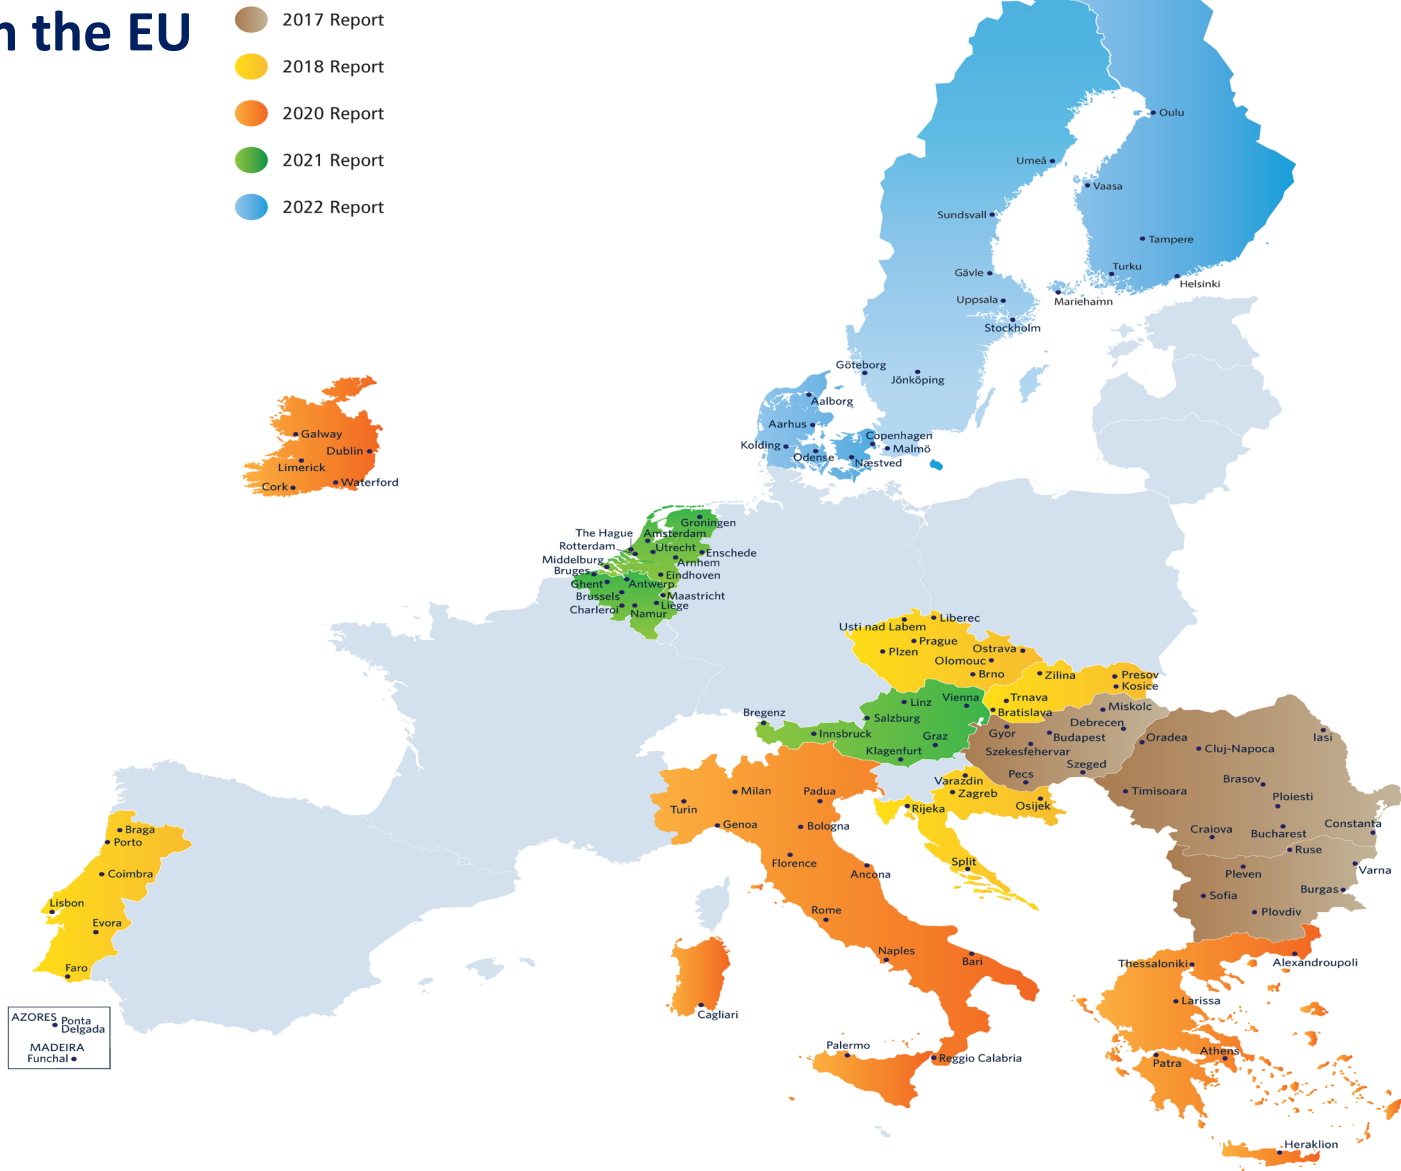 n the EU
2017 Report
2018 Report
2020 Report
2021 Report
2022 Report
Oulu
Umeå
Vaasa
Sundsvall
Tampere
Gävle
Turku
Helsinki
Uppsala
Mariehamn
Stockholm
Göteborg
Jönköping
Aalborg
Aarhus
Copenhagen
Kolding
Malmö
Odense
Næstved
Galway
Dublin
Limerick
Cork
Waterford
Groningen
The Hague
Amsterdam
Rotterdam
Utrecht
Enschede
Middelburg
Arnhem
Bruges
Eindhoven
Ghent
Antwerp
Brussels
Maastricht
Charleroi
Liège
Namur
Liberec
Usti nad Labem
Prague
Plzen
Ostrava
Olomouc
Brno
Zilina
Presov
Kosice
Trnava
Bratislava
Vienna
Linz
Salzburg
Bregenz
Innsbruck
Graz
Klagenfurt
Miskolc
Debrecen
Györ
Budapest
Szekesfehervar
Szeged
Pecs
Oradea
Cluj-Napoca
Iasi
Timisoara
Brasov
Ploiesti
Craiova
Bucharest
Constanta
Ruse
Pleven
Varna
Sofia
Burgas
Plovdiv
Varazdin
Zagreb
Osijek
Rijeka
Split
Turin
Milan
Padua
Genoa
Bologna
Florence
Ancona
Rome
Naples
Bari
Cagliari
Palermo
Reggio Calabria
Braga
Porto
Coimbra
Lisbon
Evora
Faro
AZORES
Ponta
Delgada
MADEIRA
Funchal
Thessaloniki
Alexandroupoli
Larissa
Athens
Patra
Heraklion